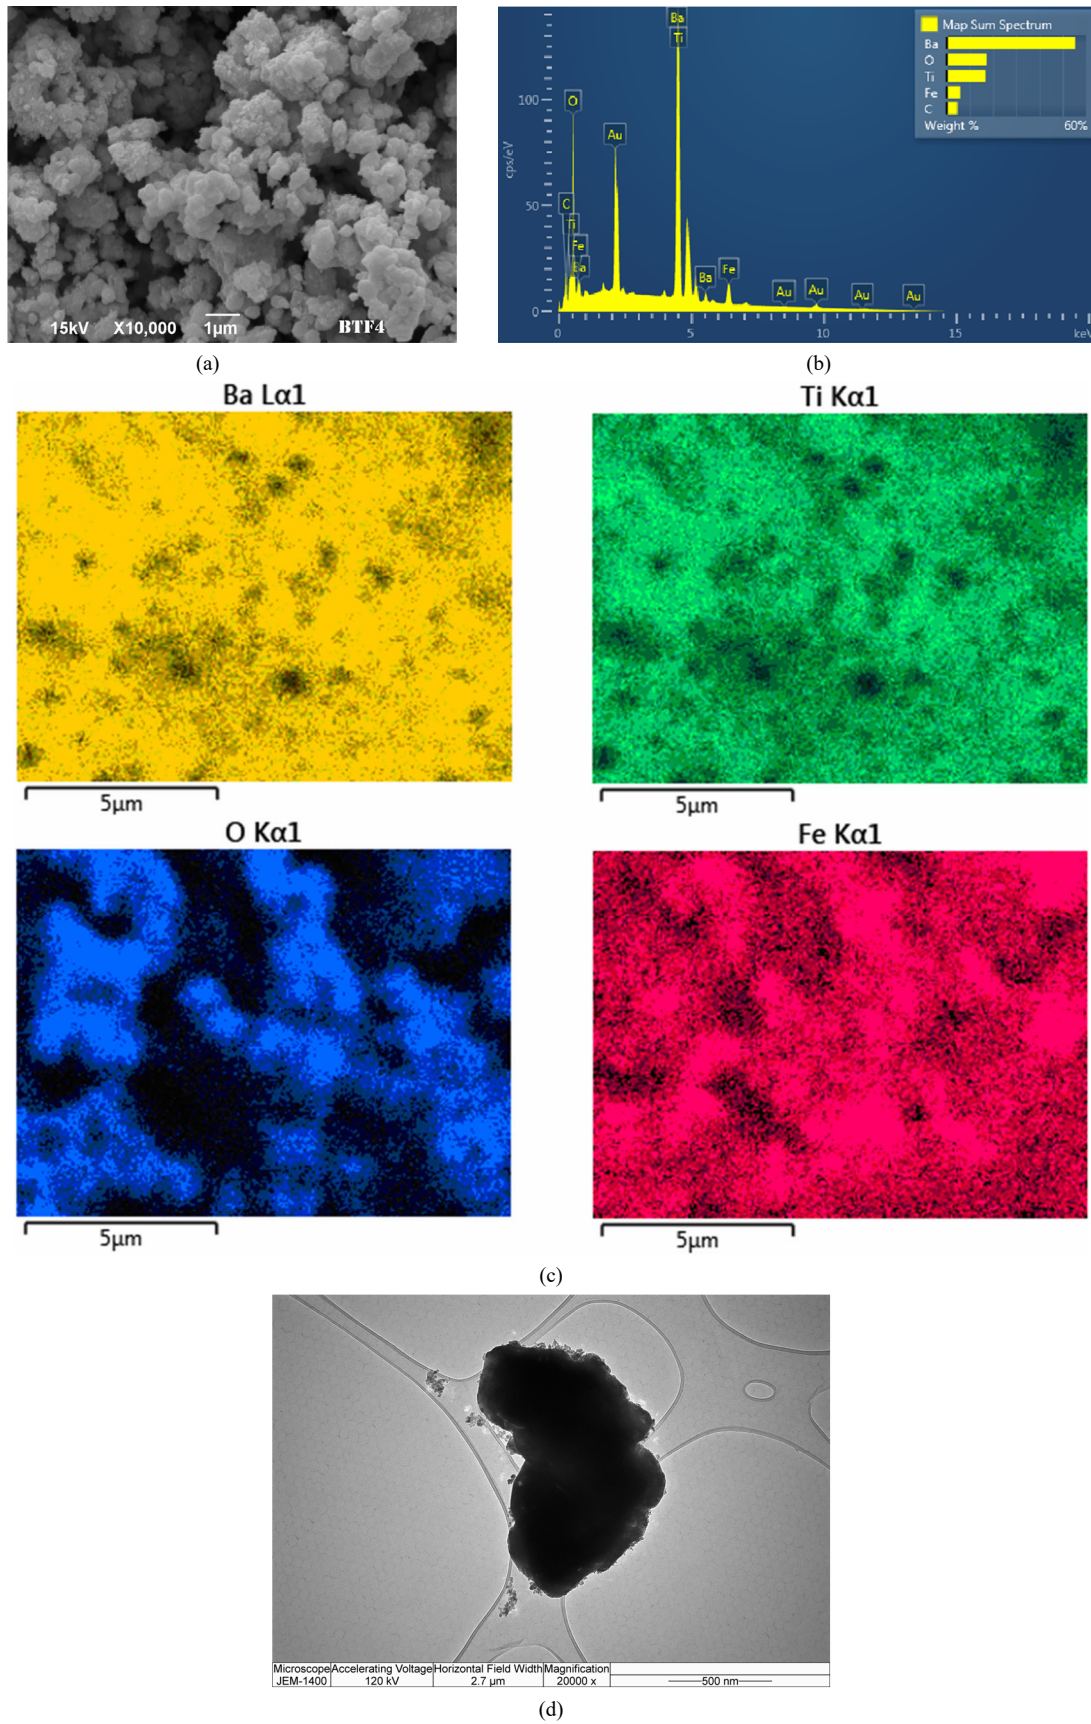 15kV X10,000 1μm BTF4
(a)
Map Sum Spectrum
Ba
O
Ti
Fe
C
Weight % 60%
cps/eV
100
50
0
Ba
Ti
O
Au
C
Ti
Fe
Ba
Ba
Fe
Au
Au
Au
Au
0 5 10 15 keV
(b)
Ba Lα1
5μm
Ti Kα1
5μm
O Kα1
5μm
Fe Kα1
5μm
(c)
Microscope Accelerating Voltage Horizontal Field Width Magnification
JEM-1400 120 kV 2.7 μm 20000 x 500 nm
(d)